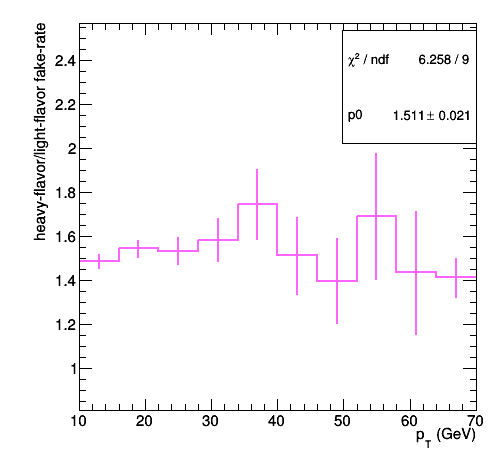 heavy-flavor/light-flavor fake-rate
χ² / ndf 6.258 / 9
p0 1.511 ± 0.021
2.4
2.2
2
1.8
1.6
1.4
1.2
1
10 20 30 40 50 60 70
p_T (GeV)